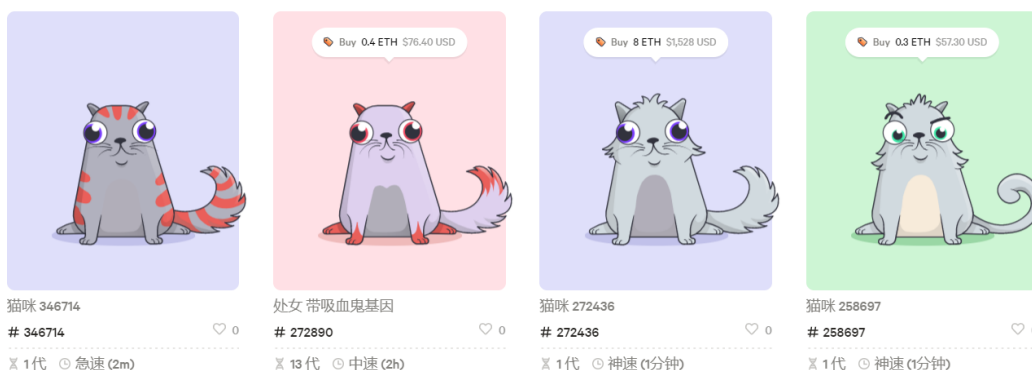 Buy 0.4 ETH $76.40 USD
Buy 8 ETH $1,528 USD
Buy 0.3 ETH $57.30 USD
猫咪 346714
处女 带吸血鬼基因
猫咪 272436
猫咪 258697
# 346714
0
# 272890
0
# 272436
0
# 258697
1代 急速 (2m)
13代 中速 (2h)
1代 神速 (1分钟)
1代 神速 (1分钟)